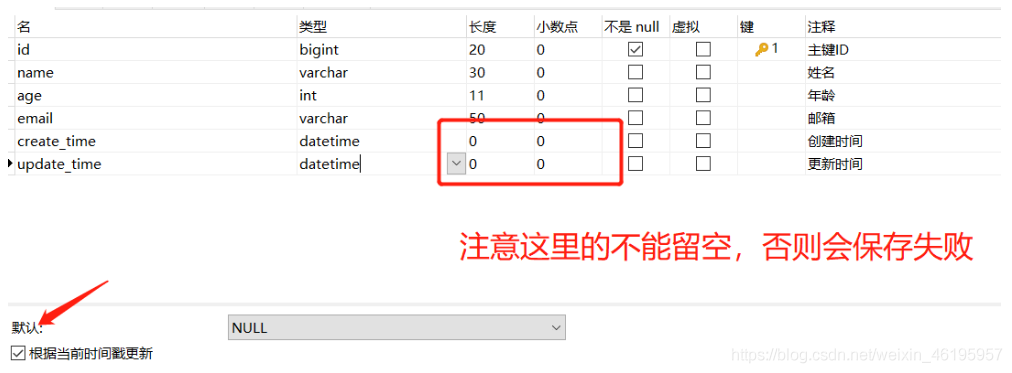 名 类型 长度 小数点 不是 null 虚拟 键 注释
id bigint 20 0 1 主键ID
name varchar 30 0 姓名
age int 11 0 年龄
email varchar 50 0 邮箱
create_time datetime 0 0 创建时间
update_time datetime 0 0 更新时间
注意这里的不能留空，否则会保存失败
默认: NULL
根据当前时间戳更新
https://blog.csdn.net/weixin_46195957